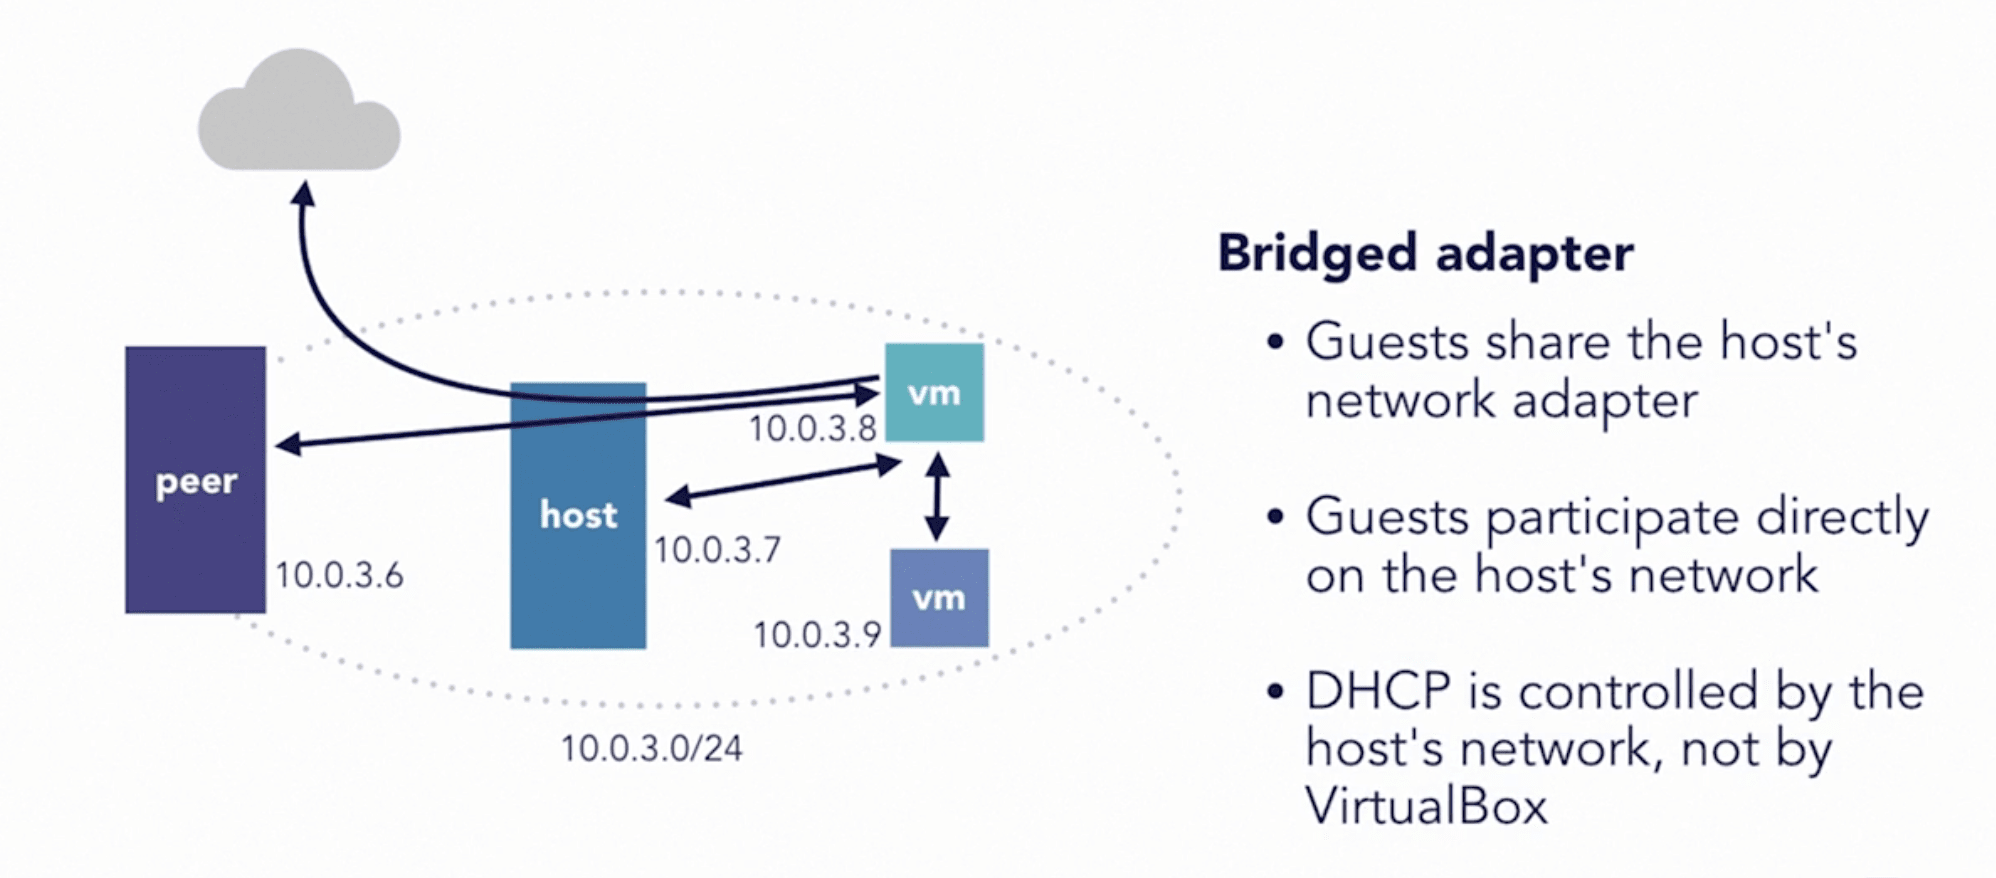 peer
10.0.3.6
host
10.0.3.7
vm
10.0.3.8
vm
10.0.3.9
10.0.3.0/24
Bridged adapter
• Guests share the host's
network adapter
• Guests participate directly
on the host's network
• DHCP is controlled by the
host's network, not by
VirtualBox